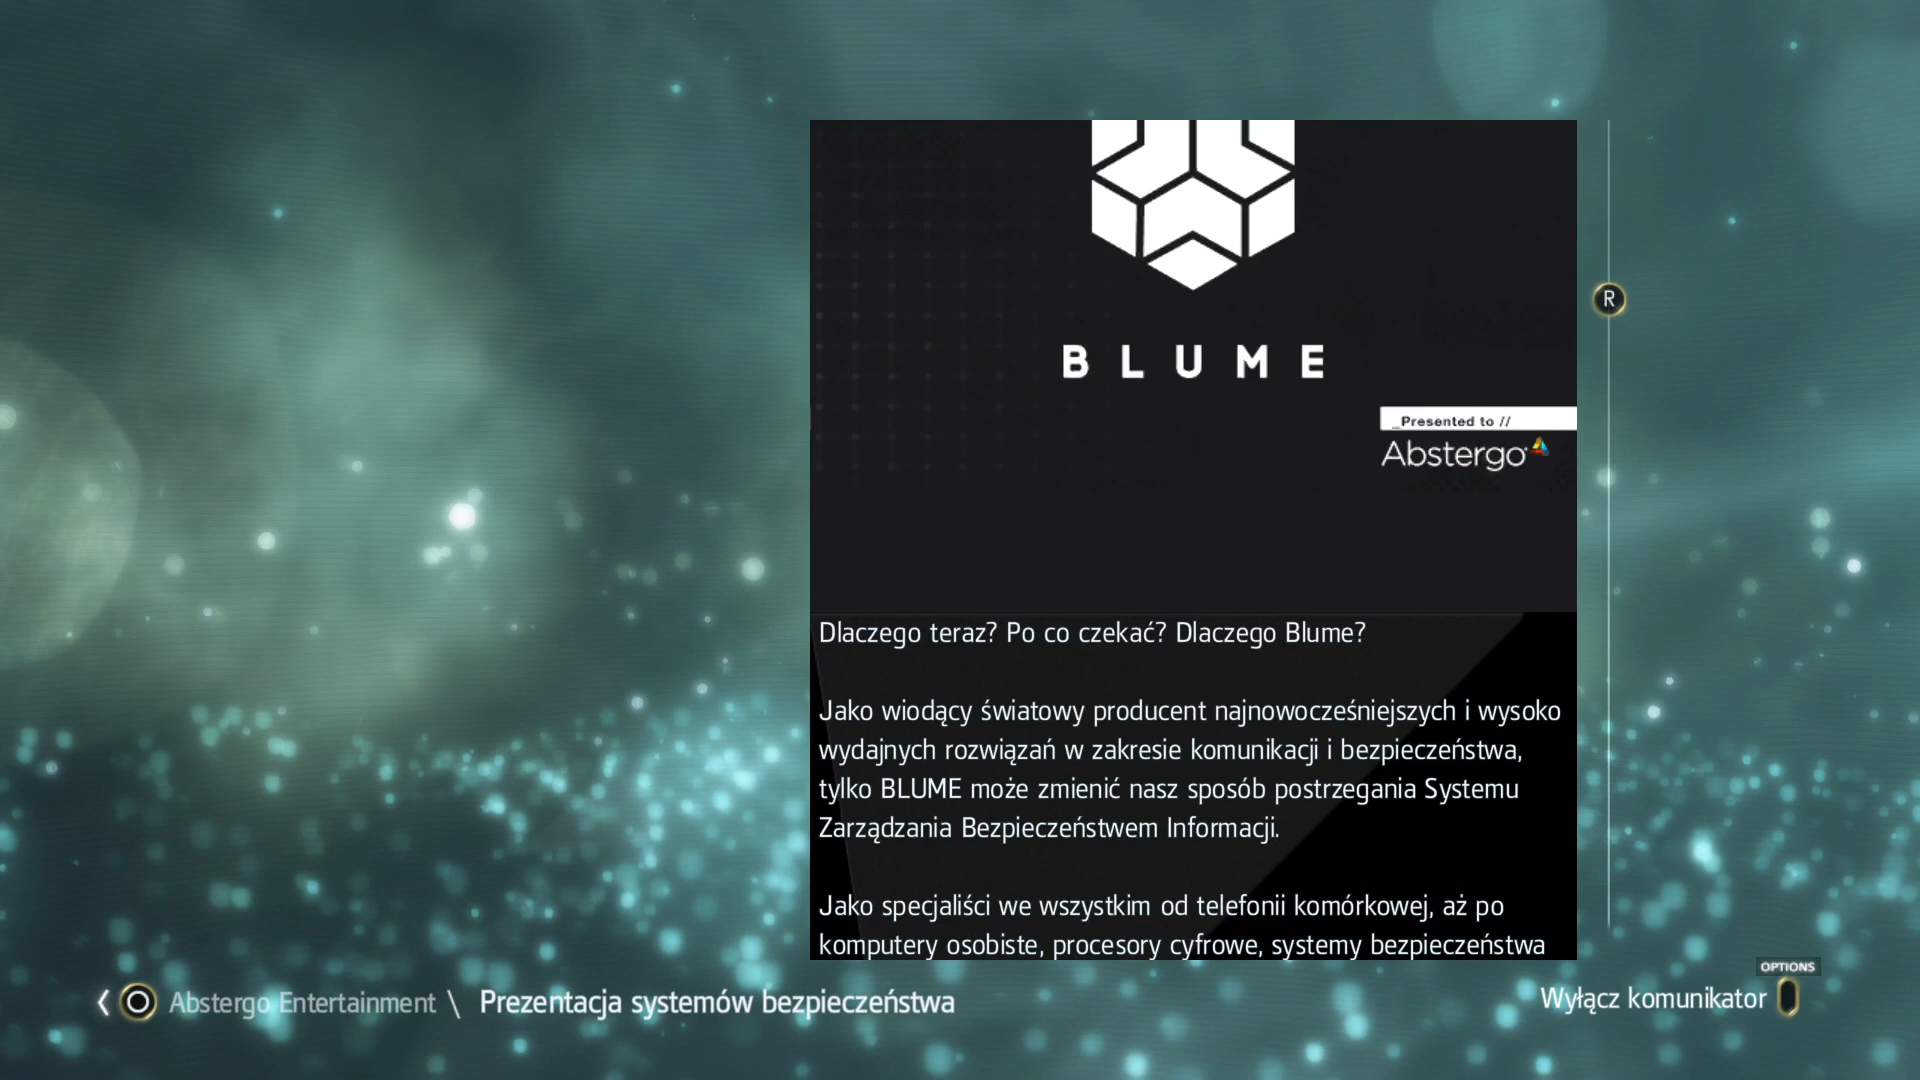 BLUME
_Presented to //
Abstergo
R
Dlaczego teraz? Po co czekać? Dlaczego Blume?
Jako wiodący światowy producent najnowocześniejszych i wysoko
wydajnych rozwiązań w zakresie komunikacji i bezpieczeństwa,
tylko BLUME może zmienić nasz sposób postrzegania Systemu
Zarządzania Bezpieczeństwem Informacji.
Jako specjaliści we wszystkim od telefonii komórkowej, aż po
komputery osobiste, procesory cyfrowe, systemy bezpieczeństwa
OPTIONS
Abstergo Entertainment \ Prezentacja systemów bezpieczeństwa
Wyłącz komunikator